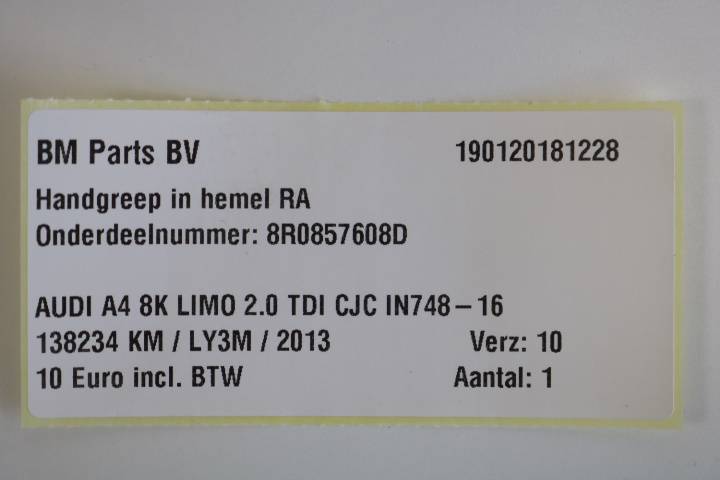 BM Parts BV 190120181228
Handgreep in hemel RA
Onderdeelnummer: 8R0857608D
AUDI A4 8K LIMO 2.0 TDI CJC IN748-16
138234 KM / LY3M / 2013 Verz: 10
10 Euro incl. BTW Aantal: 1